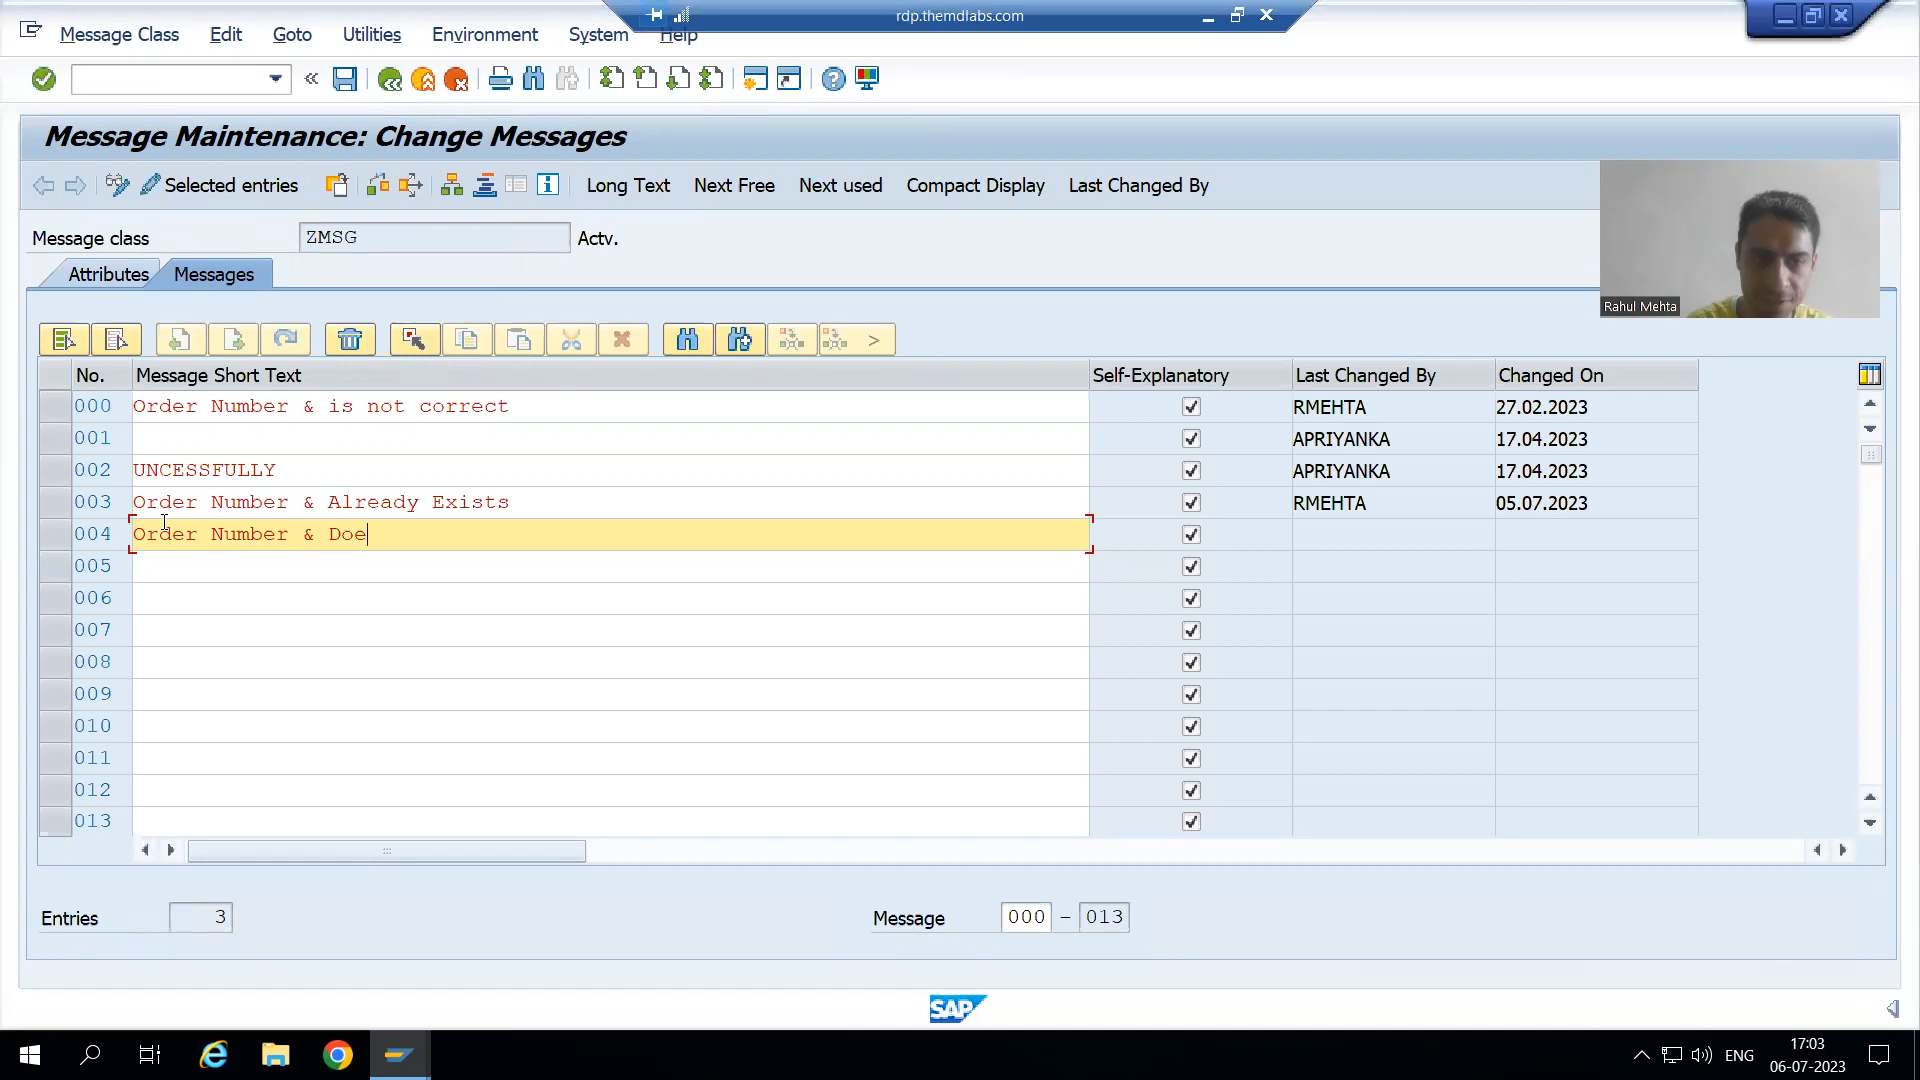 rdp.themdlabs.com
Message Class Edit Goto Utilities Environment System Help
Message Maintenance: Change Messages
Selected entries Long Text Next Free Next used Compact Display Last Changed By
Message class ZMSG Actv.
Attributes Messages
Rahul Mehta
No. Message Short Text Self-Explanatory Last Changed By Changed On
000 Order Number & is not correct RMEHTA 27.02.2023
001 APRIYANKA 17.04.2023
002 UNCESSFULLY APRIYANKA 17.04.2023
003 Order Number & Already Exists RMEHTA 05.07.2023
004 Order Number & Doe
005
006
007
008
009
010
011
012
013
Entries 3 Message 000 - 013
SAP
17:03
ENG
06-07-2023